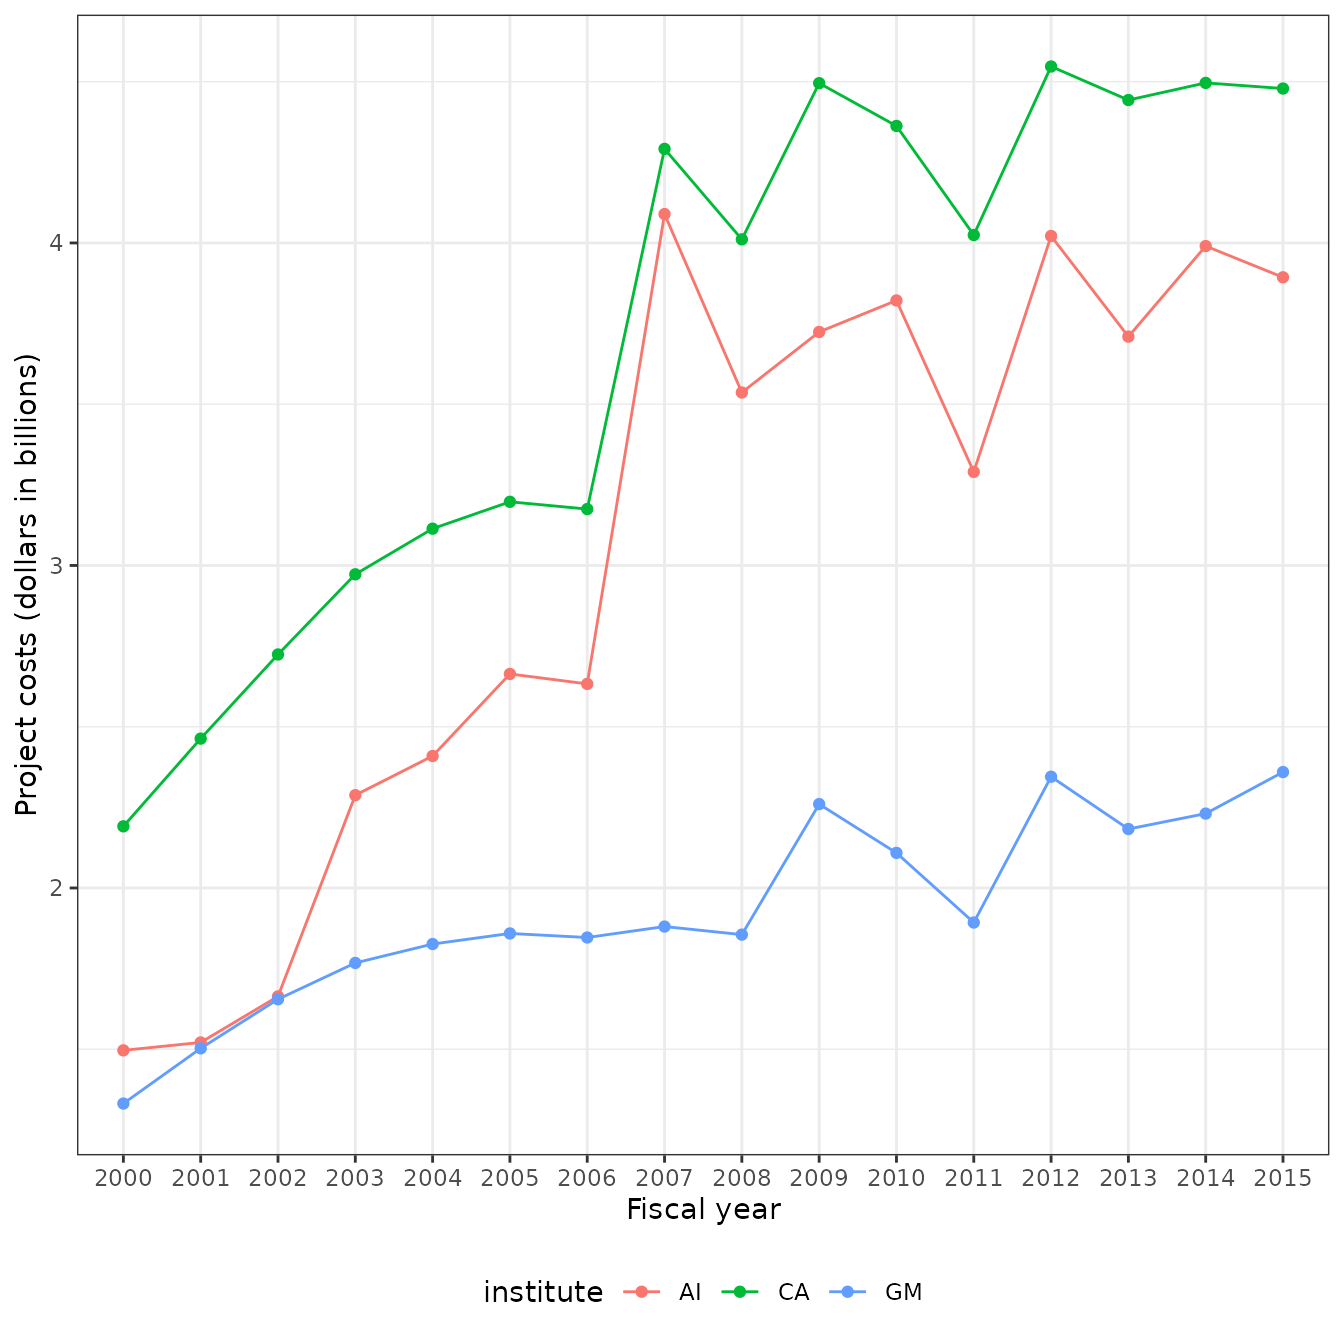 Project costs (dollars in billions)
4
3
2
2000 2001 2002 2003 2004 2005 2006 2007 2008 2009 2010 2011 2012 2013 2014 2015
Fiscal year
institute AI CA GM